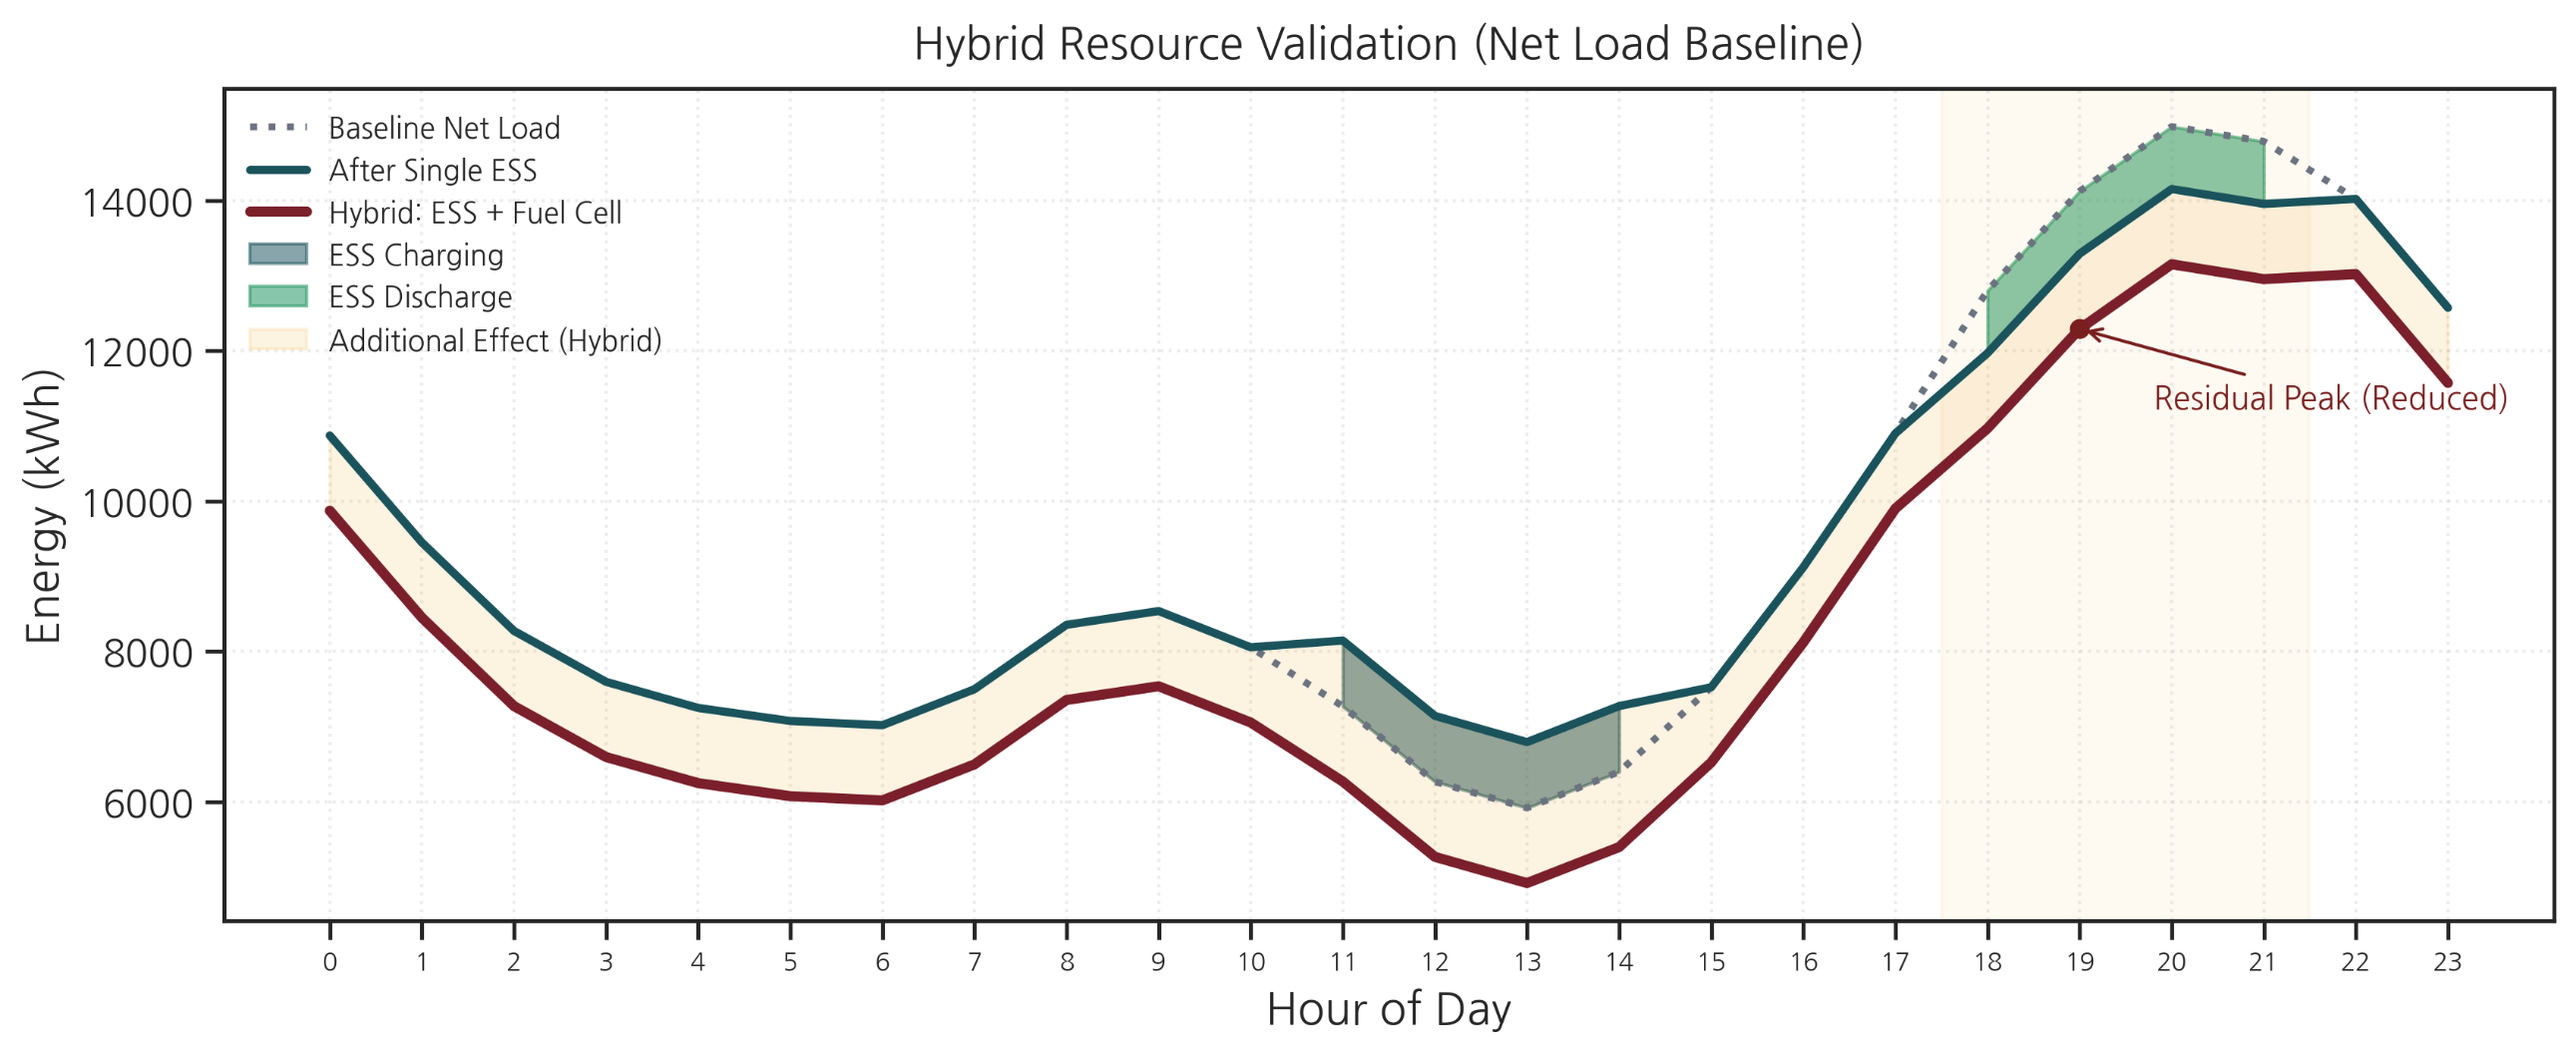 Hybrid Resource Validation (Net Load Baseline)
Baseline Net Load
After Single ESS
Hybrid: ESS + Fuel Cell
ESS Charging
ESS Discharge
Additional Effect (Hybrid)
14000
12000
10000
8000
6000
Energy (kWh)
Residual Peak (Reduced)
0 1 2 3 4 5 6 7 8 9 10 11 12 13 14 15 16 17 18 19 20 21 22 23
Hour of Day